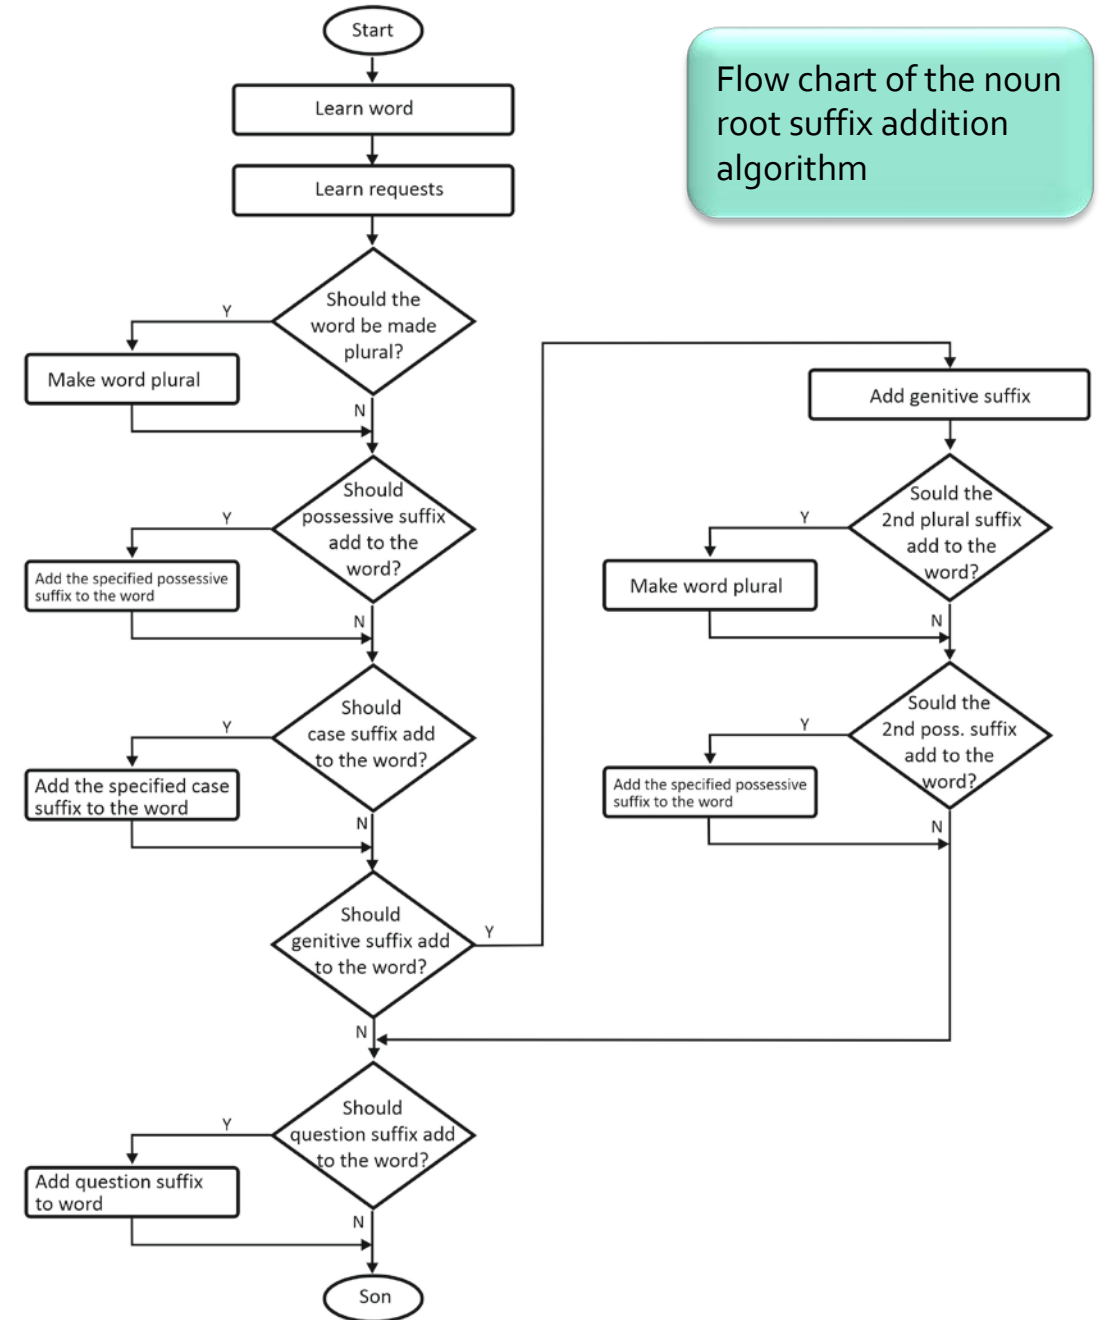 Start
Flow chart of the noun
root suffix addition
algorithm
Learn word
Learn requests
Should the
word be made
plural?
Y
Make word plural
N
Should
possessive suffix
add to the
word?
Y
Add the specified possessive
suffix to the word
N
Should
case suffix add
to the word?
Y
Add the specified case
suffix to the word
N
Should
genitive suffix add
to the word?
Y
N
Add genitive suffix
Sould the
2nd plural suffix
add to the
word?
Y
Make word plural
N
Sould the
2nd poss. suffix
add to the
word?
Y
Add the specified possessive
suffix to the word
N
Should
question suffix add
to the word?
Y
Add question suffix
to word
N
Son